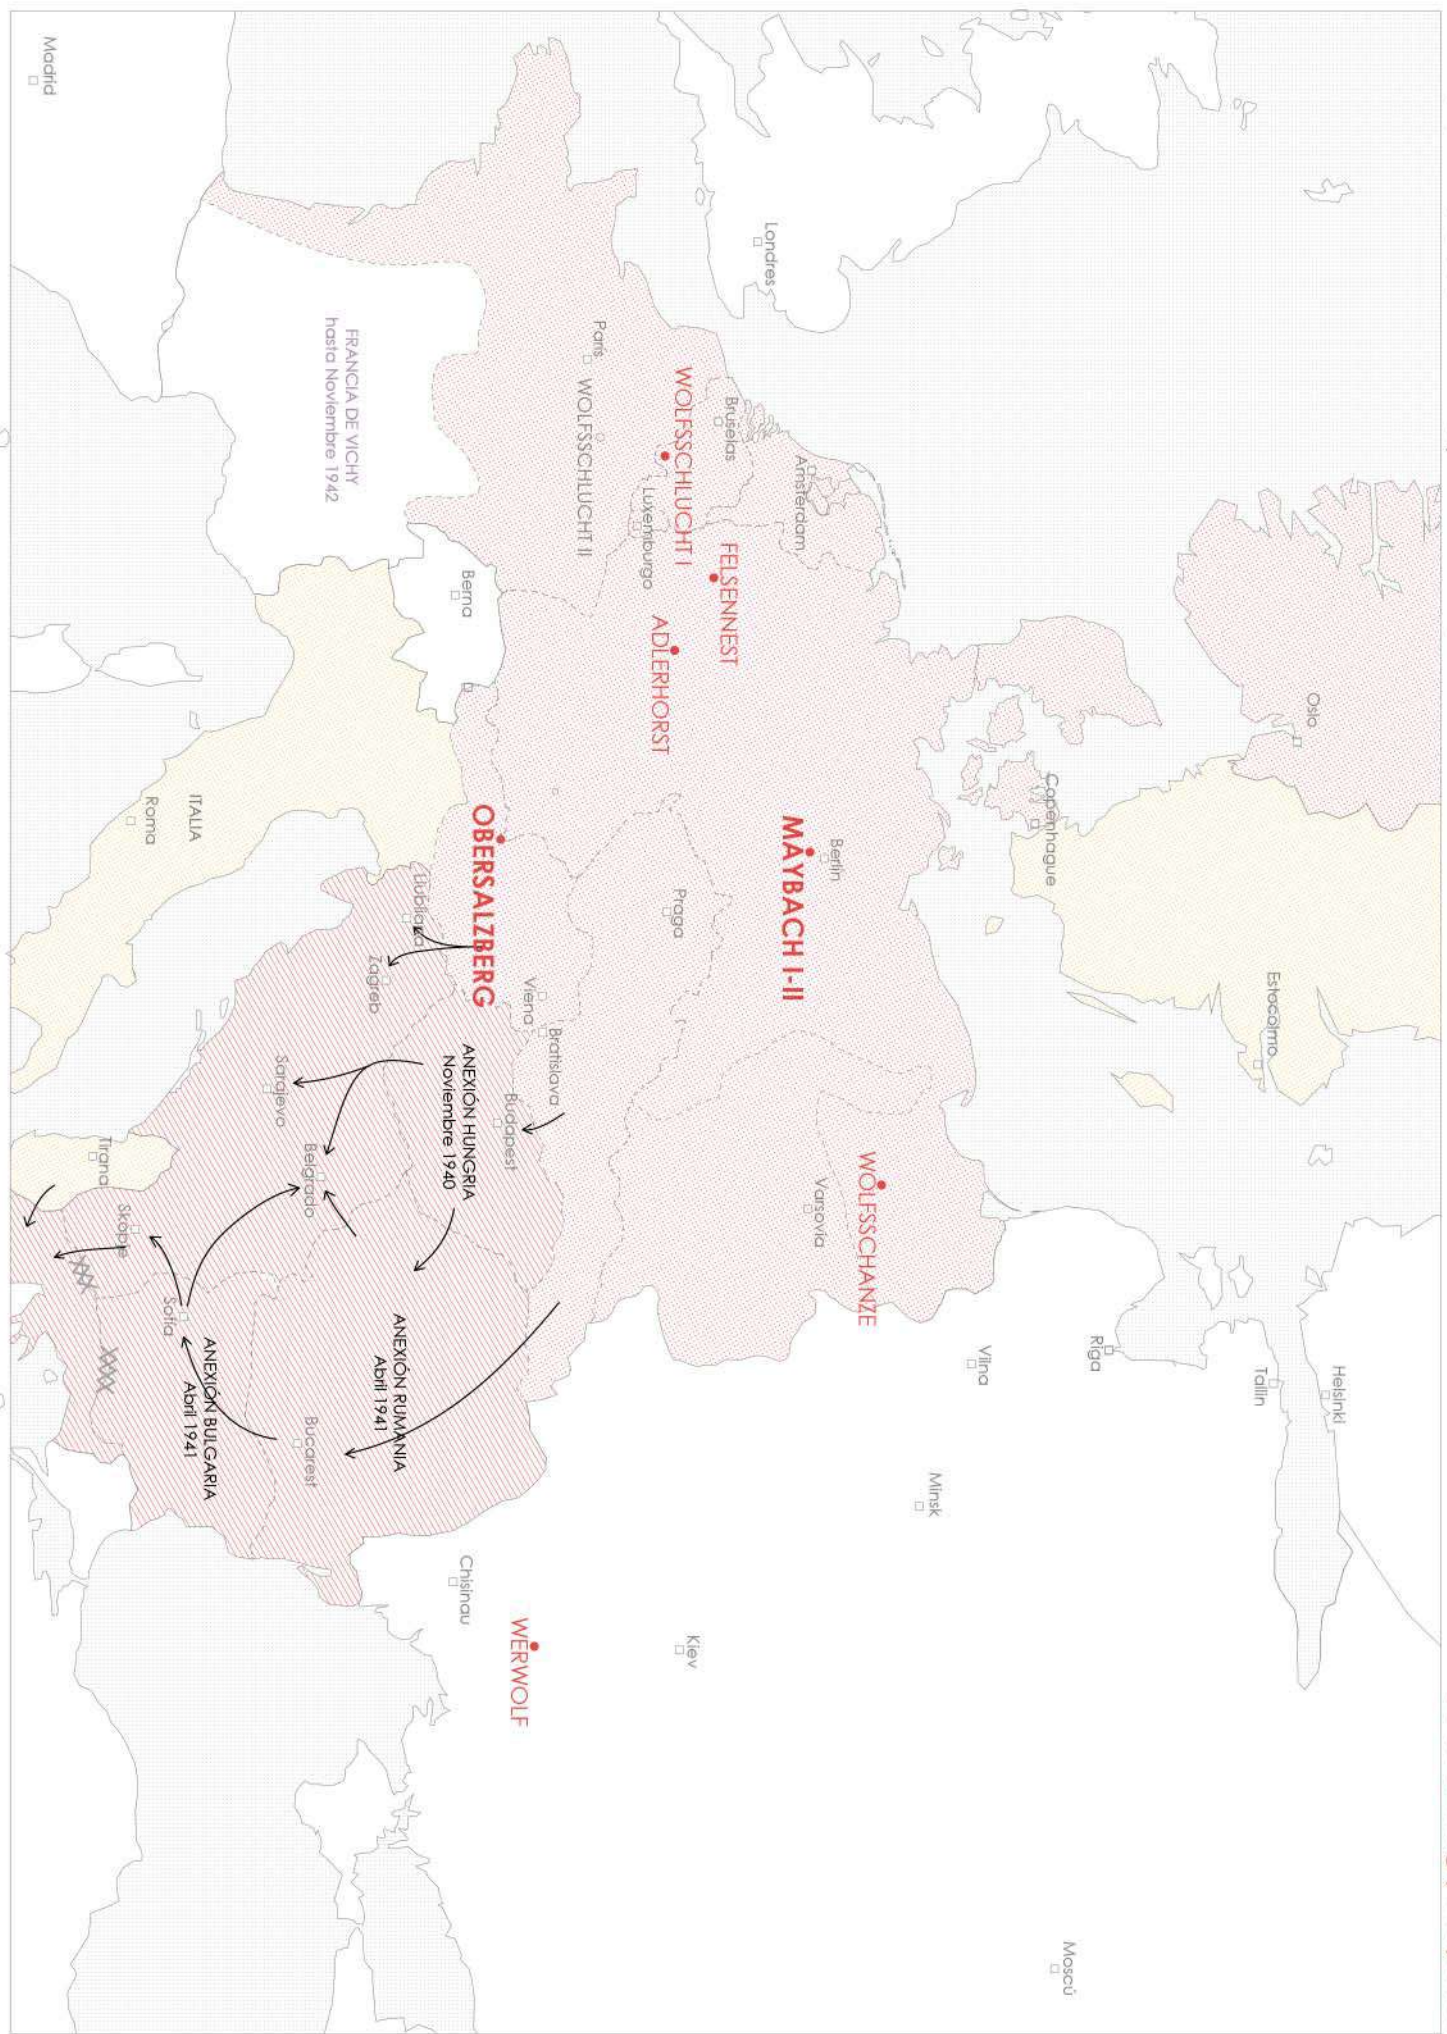 Helsinki
Oslo
Estocolmo
Tallin
Riga
Moscú
Copenhague
Vilna
Minsk
WOLFSSCHANZE
Berlín
Varsovia
Amsterdam
MAYBACH I-II
Londres
Bruselas
FELSENNEST
Kiev
WOLFSSCHLUCHT I
Praga
ADLERHORST
Luxemburgo
París
WOLFSSCHLUCHT II
Bratislava
Viena
WERWOLF
Budapest
OBERSALZBERG
Berna
ANEXIÓN HUNGRIA
Noviembre 1940
Chisinau
Liubliana
ANEXIÓN RUMANIA
Abril 1941
Zagreb
FRANCIA DE VICHY
hasta Noviembre 1942
Bucarest
Belgrado
Sarajevo
ANEXIÓN BULGARIA
Abril 1941
ITALIA
Sofía
Roma
Skopje
Tirana
Madrid